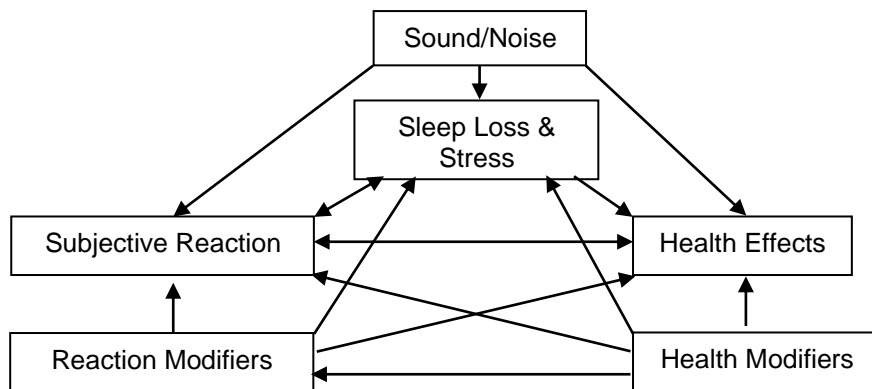 Sound/Noise
Sleep Loss &
Stress
Subjective Reaction
Health Effects
Reaction Modifiers
Health Modifiers